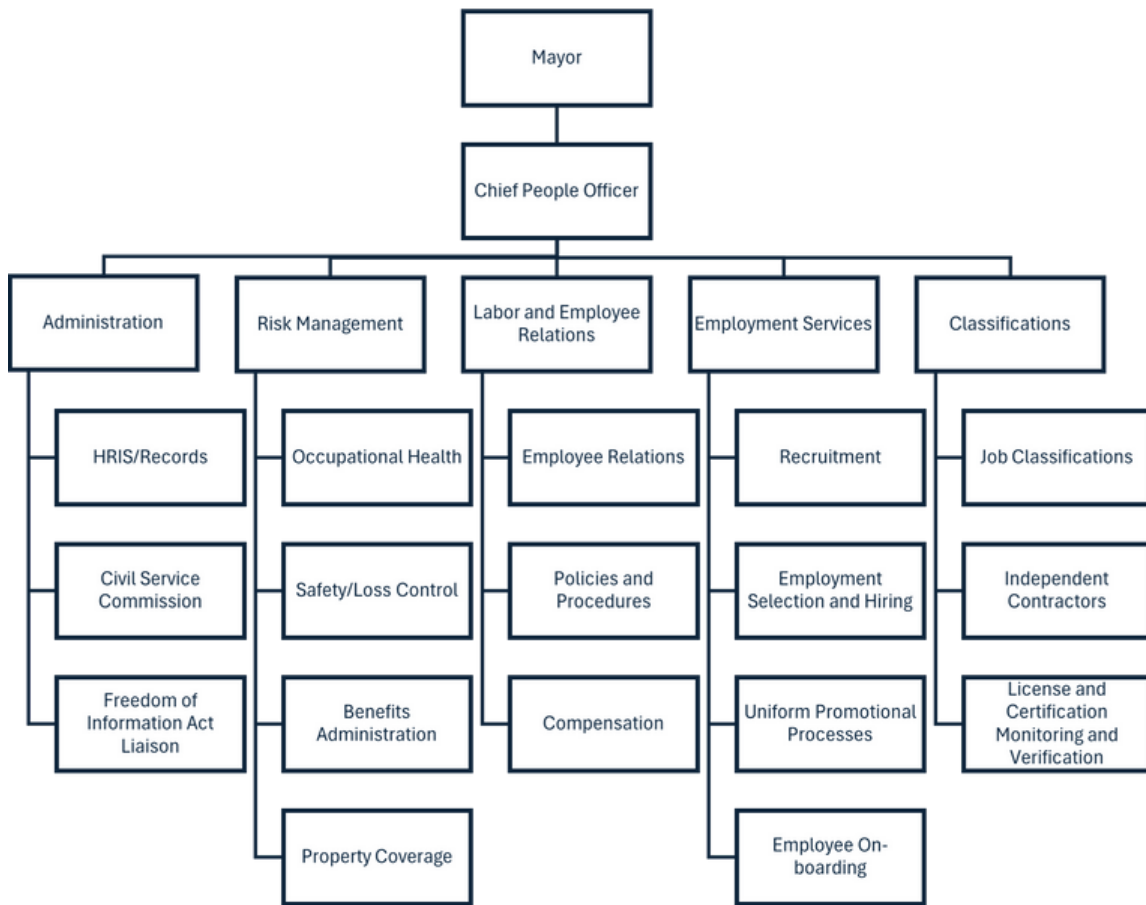 Mayor
Chief People Officer
Administration
Risk Management
Labor and Employee
Relations
Employment Services
Classifications
HRIS/Records
Occupational Health
Employee Relations
Recruitment
Job Classifications
Civil Service
Commission
Safety/Loss Control
Policies and
Procedures
Employment
Selection and Hiring
Independent
Contractors
Freedom of
Information Act
Liaison
Benefits
Administration
Compensation
Uniform Promotional
Processes
License and
Certification
Monitoring and
Verification
Property Coverage
Employee On-
boarding